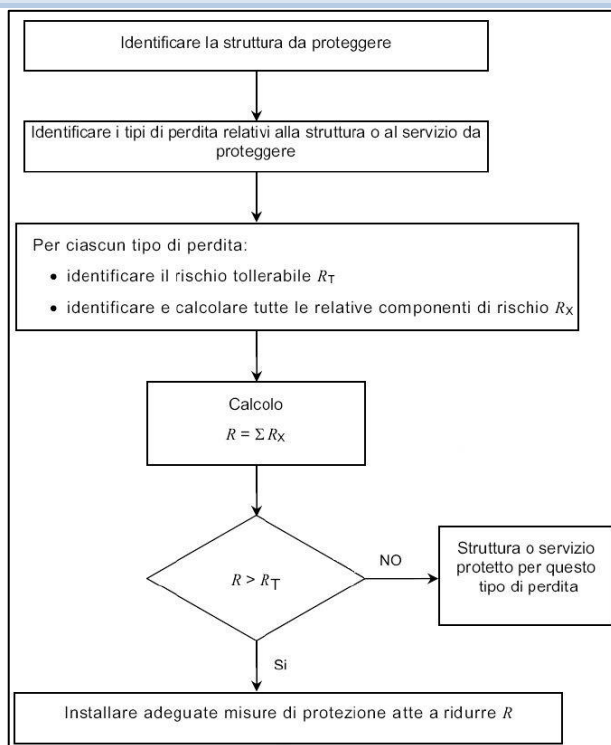 Identificare la struttura da proteggere
Identificare i tipi di perdita relativi alla struttura o al servizio da
proteggere
Per ciascun tipo di perdita:
• identificare il rischio tollerabile RT
• identificare e calcolare tutte le relative componenti di rischio RX
Calcolo
R = Σ RX
R > RT
NO
Struttura o servizio
protetto per questo
tipo di perdita
Si
Installare adeguate misure di protezione atte a ridurre R